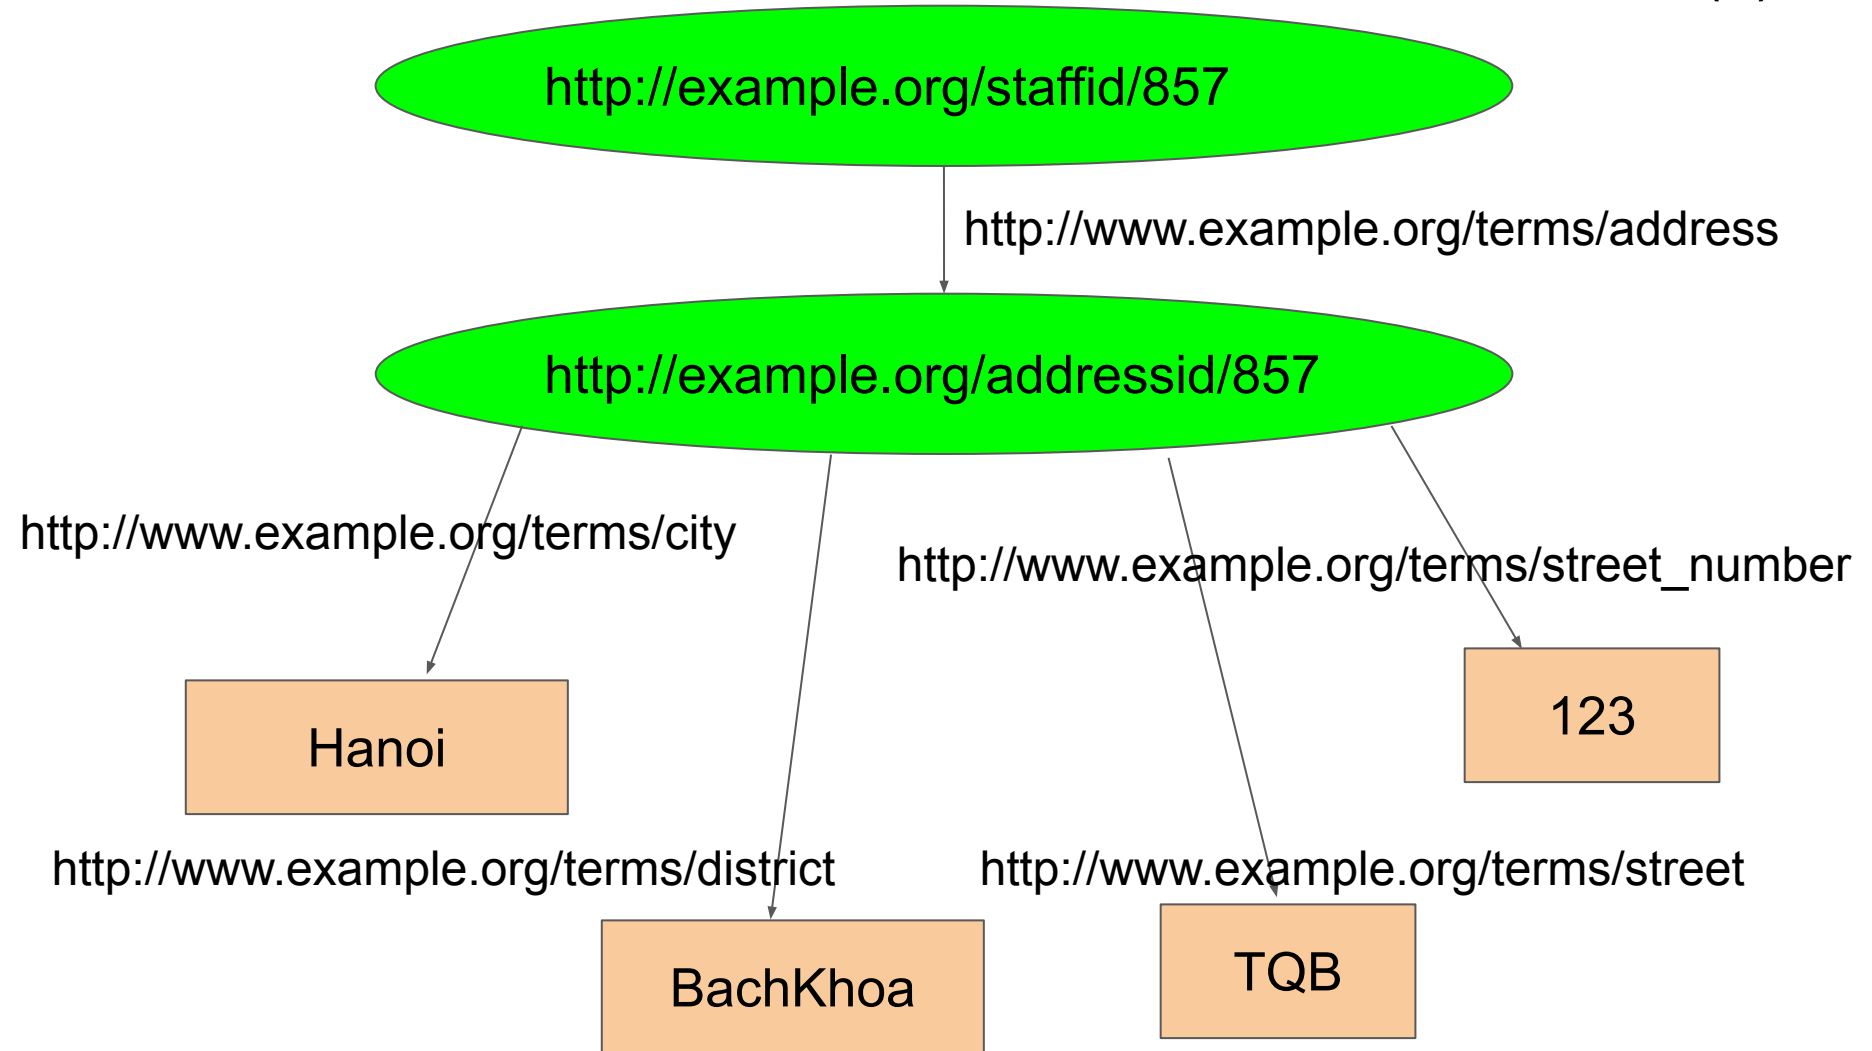 http://example.org/staffid/857
http://www.example.org/terms/address
http://example.org/addressid/857
http://www.example.org/terms/city
http://www.example.org/terms/street_number
123
Hanoi
http://www.example.org/terms/district
http://www.example.org/terms/street
TQB
BachKhoa